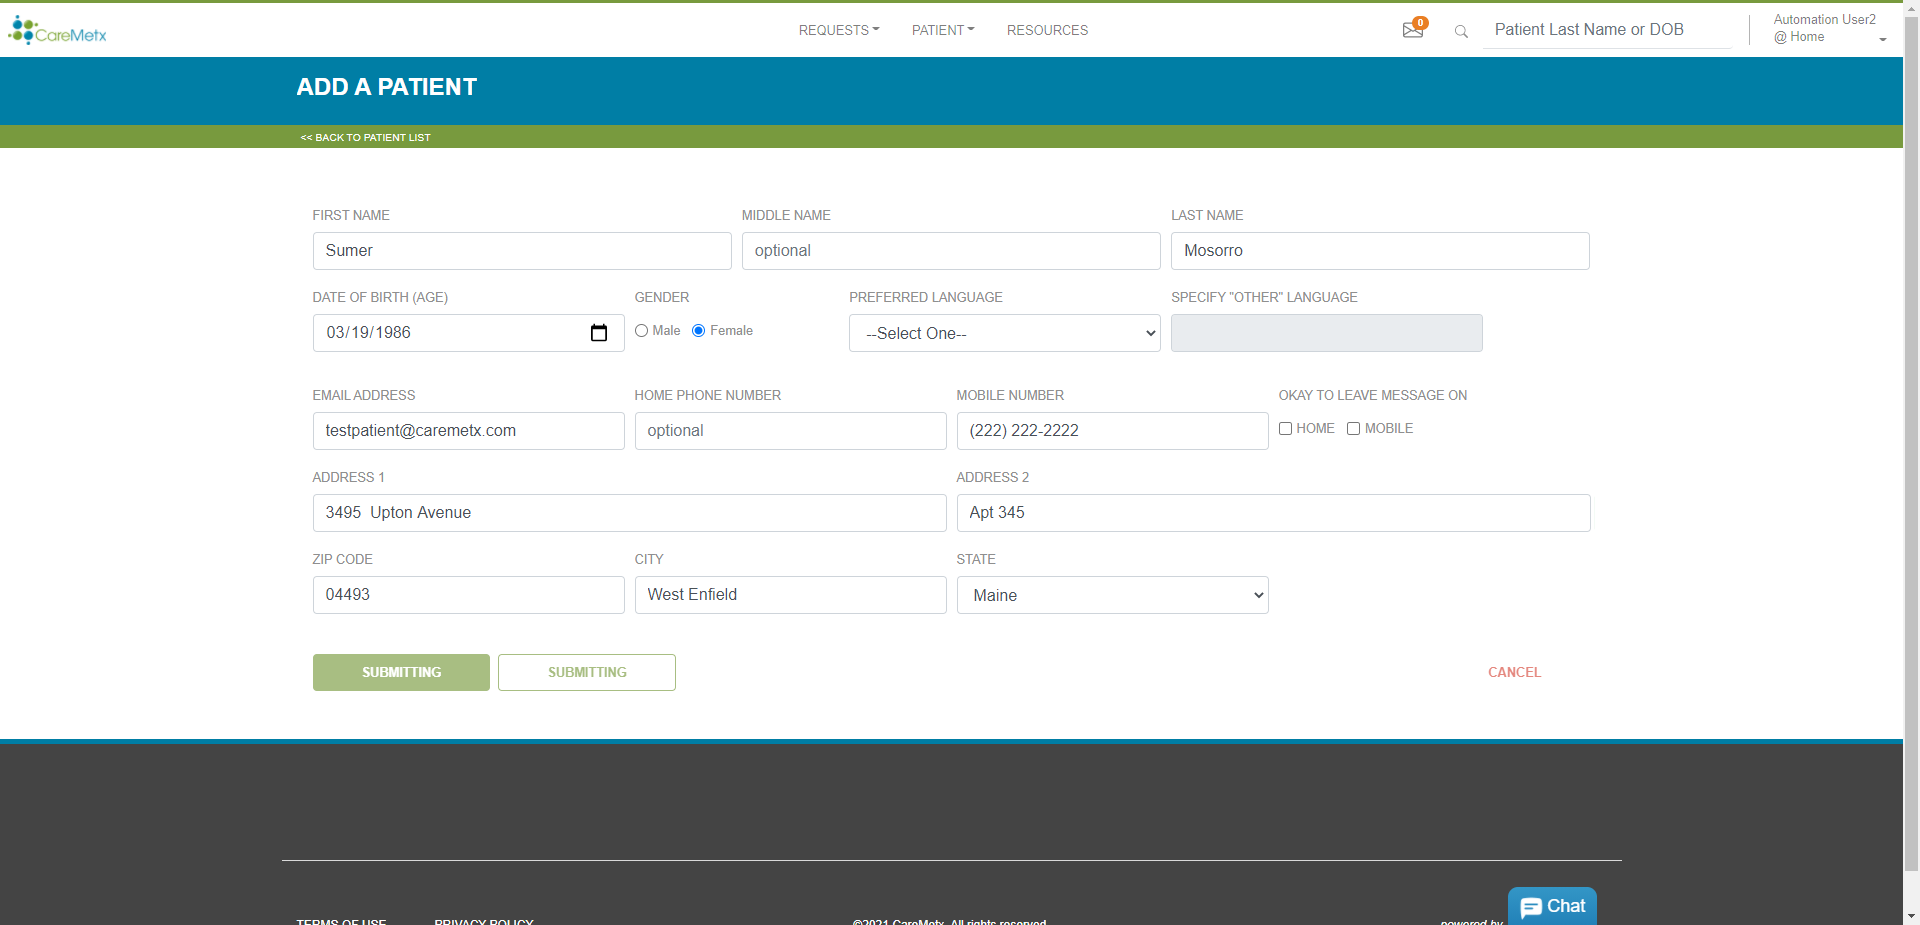 CareMetx
REQUESTS PATIENT RESOURCES
0
Patient Last Name or DOB
Automation User2
@ Home
ADD A PATIENT
<< BACK TO PATIENT LIST
FIRST NAME MIDDLE NAME LAST NAME
Sumer optional Mosorro
DATE OF BIRTH (AGE) GENDER PREFERRED LANGUAGE SPECIFY "OTHER" LANGUAGE
03/19/1986 Male Female --Select One--
EMAIL ADDRESS HOME PHONE NUMBER MOBILE NUMBER OKAY TO LEAVE MESSAGE ON
testpatient@caremetx.com optional (222) 222-2222 HOME MOBILE
ADDRESS 1 ADDRESS 2
3495  Upton Avenue Apt 345
ZIP CODE CITY STATE
04493 West Enfield Maine
SUBMITTING SUBMITTING CANCEL
Chat
TERMS OF USE PRIVACY POLICY ©2021 CareMetx. All rights reserved powered by